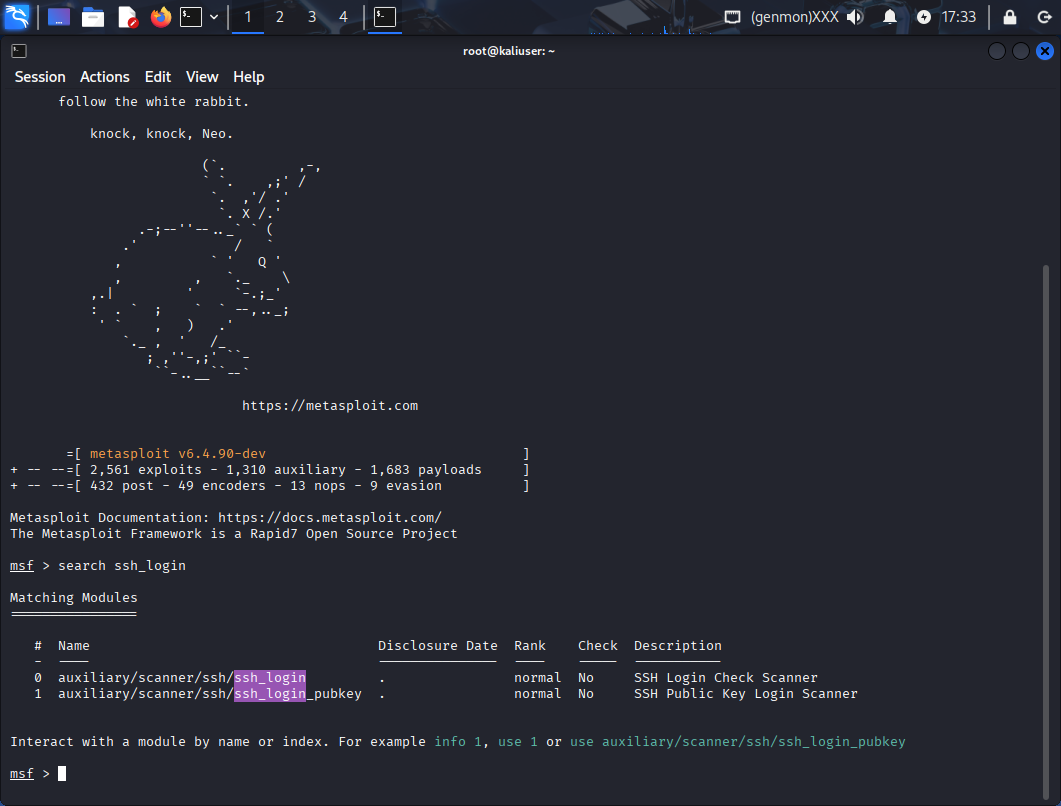 1 2 3 4 (genmon)XXX 17:33
root@kaliuser: ~
Session Actions Edit View Help
follow the white rabbit.
knock, knock, Neo.
(`. ,-,
` `. ,;' /
`. ,'/ .'
`. X /.'
.-;--''--.._` ` (
.' / `
, ` ' Q '
, , `._ \
,.| ' `-.;_'
: . ` ; ` ` --,.._;
' ` , ) .'
`._ , ' /_
; ,''-,;' ``-
``-..__``--`
https://metasploit.com
=[ metasploit v6.4.90-dev ]
+ -- --=[ 2,561 exploits - 1,310 auxiliary - 1,683 payloads ]
+ -- --=[ 432 post - 49 encoders - 13 nops - 9 evasion ]
Metasploit Documentation: https://docs.metasploit.com/
The Metasploit Framework is a Rapid7 Open Source Project
msf > search ssh_login
Matching Modules
================
# Name Disclosure Date Rank Check Description
- ---- --------------- ---- ----- -----------
0 auxiliary/scanner/ssh/ssh_login . normal No SSH Login Check Scanner
1 auxiliary/scanner/ssh/ssh_login_pubkey . normal No SSH Public Key Login Scanner
Interact with a module by name or index. For example info 1, use 1 or use auxiliary/scanner/ssh/ssh_login_pubkey
msf >